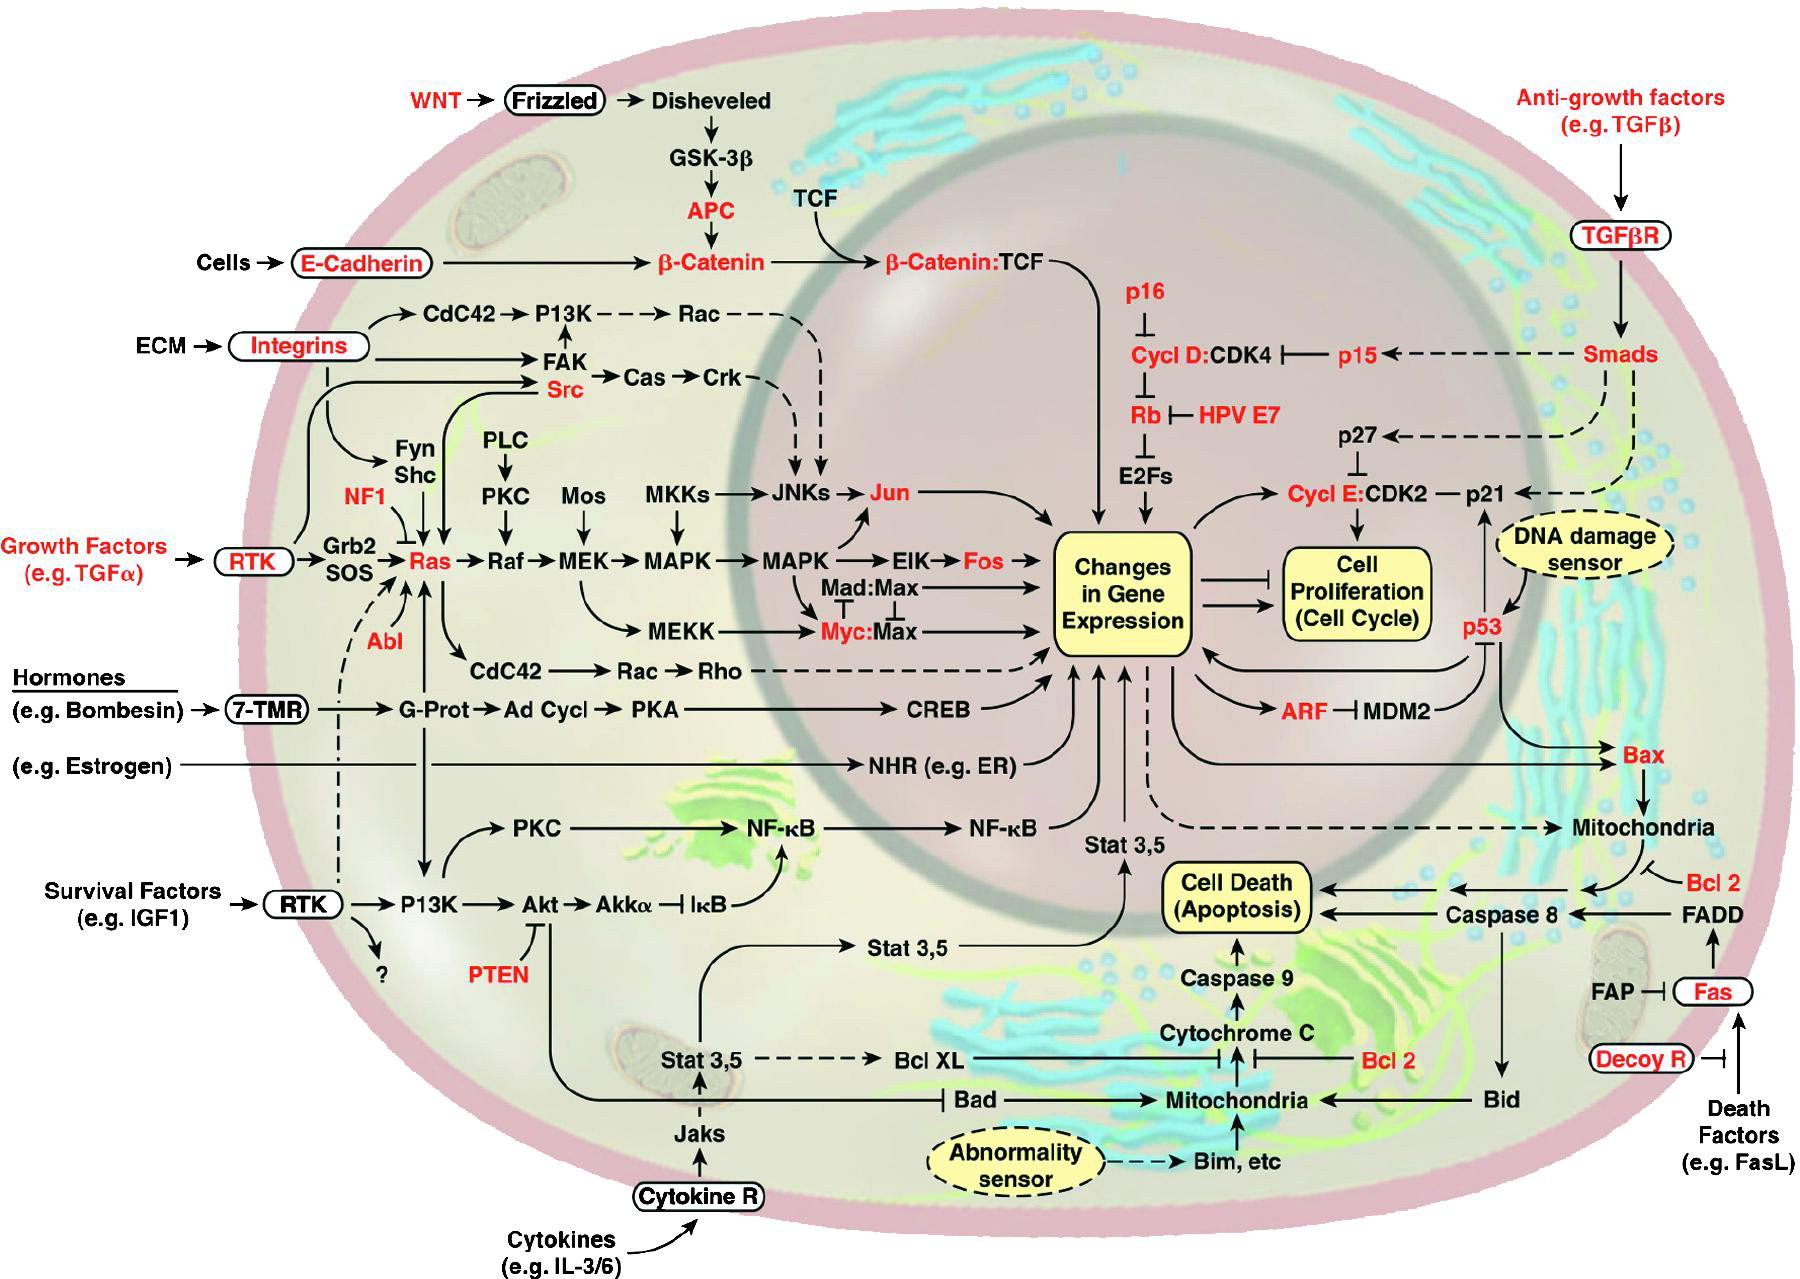 WNT
Frizzled
Disheveled
Anti-growth factors
(e.g. TGFβ)
GSK-3β
APC
TCF
TGFβR
Cells
E-Cadherin
β-Catenin
β-Catenin:TCF
p16
CdC42
P13K
Rac
ECM
Integrins
FAK
Src
Cas
Crk
Cycl D:CDK4
p15
Smads
Rb
HPV E7
Fyn
Shc
PLC
p27
NF1
PKC
Mos
MKKs
JNKs
Jun
E2Fs
Cycl E:CDK2
p21
Growth Factors
(e.g. TGFα)
RTK
Grb2
SOS
Ras
Raf
MEK
MAPK
MAPK
ElK
Fos
Changes
in Gene
Expression
Cell
Proliferation
(Cell Cycle)
DNA damage
sensor
Mad:Max
Abl
MEKK
Myc:Max
p53
CdC42
Rac
Rho
Hormones
(e.g. Bombesin)
7-TMR
G-Prot
Ad Cycl
PKA
CREB
ARF
MDM2
(e.g. Estrogen)
NHR (e.g. ER)
Bax
PKC
NF-κB
NF-κB
Stat 3,5
Mitochondria
Survival Factors
(e.g. IGF1)
RTK
P13K
Akt
Akkα
IκB
Cell Death
(Apoptosis)
Bcl 2
Caspase 8
FADD
?
PTEN
Stat 3,5
Caspase 9
FAP
Fas
Cytochrome C
Stat 3,5
Bcl XL
Bcl 2
Decoy R
Bad
Mitochondria
Bid
Death
Factors
(e.g. FasL)
Jaks
Abnormality
sensor
Bim, etc
Cytokine R
Cytokines
(e.g. IL-3/6)